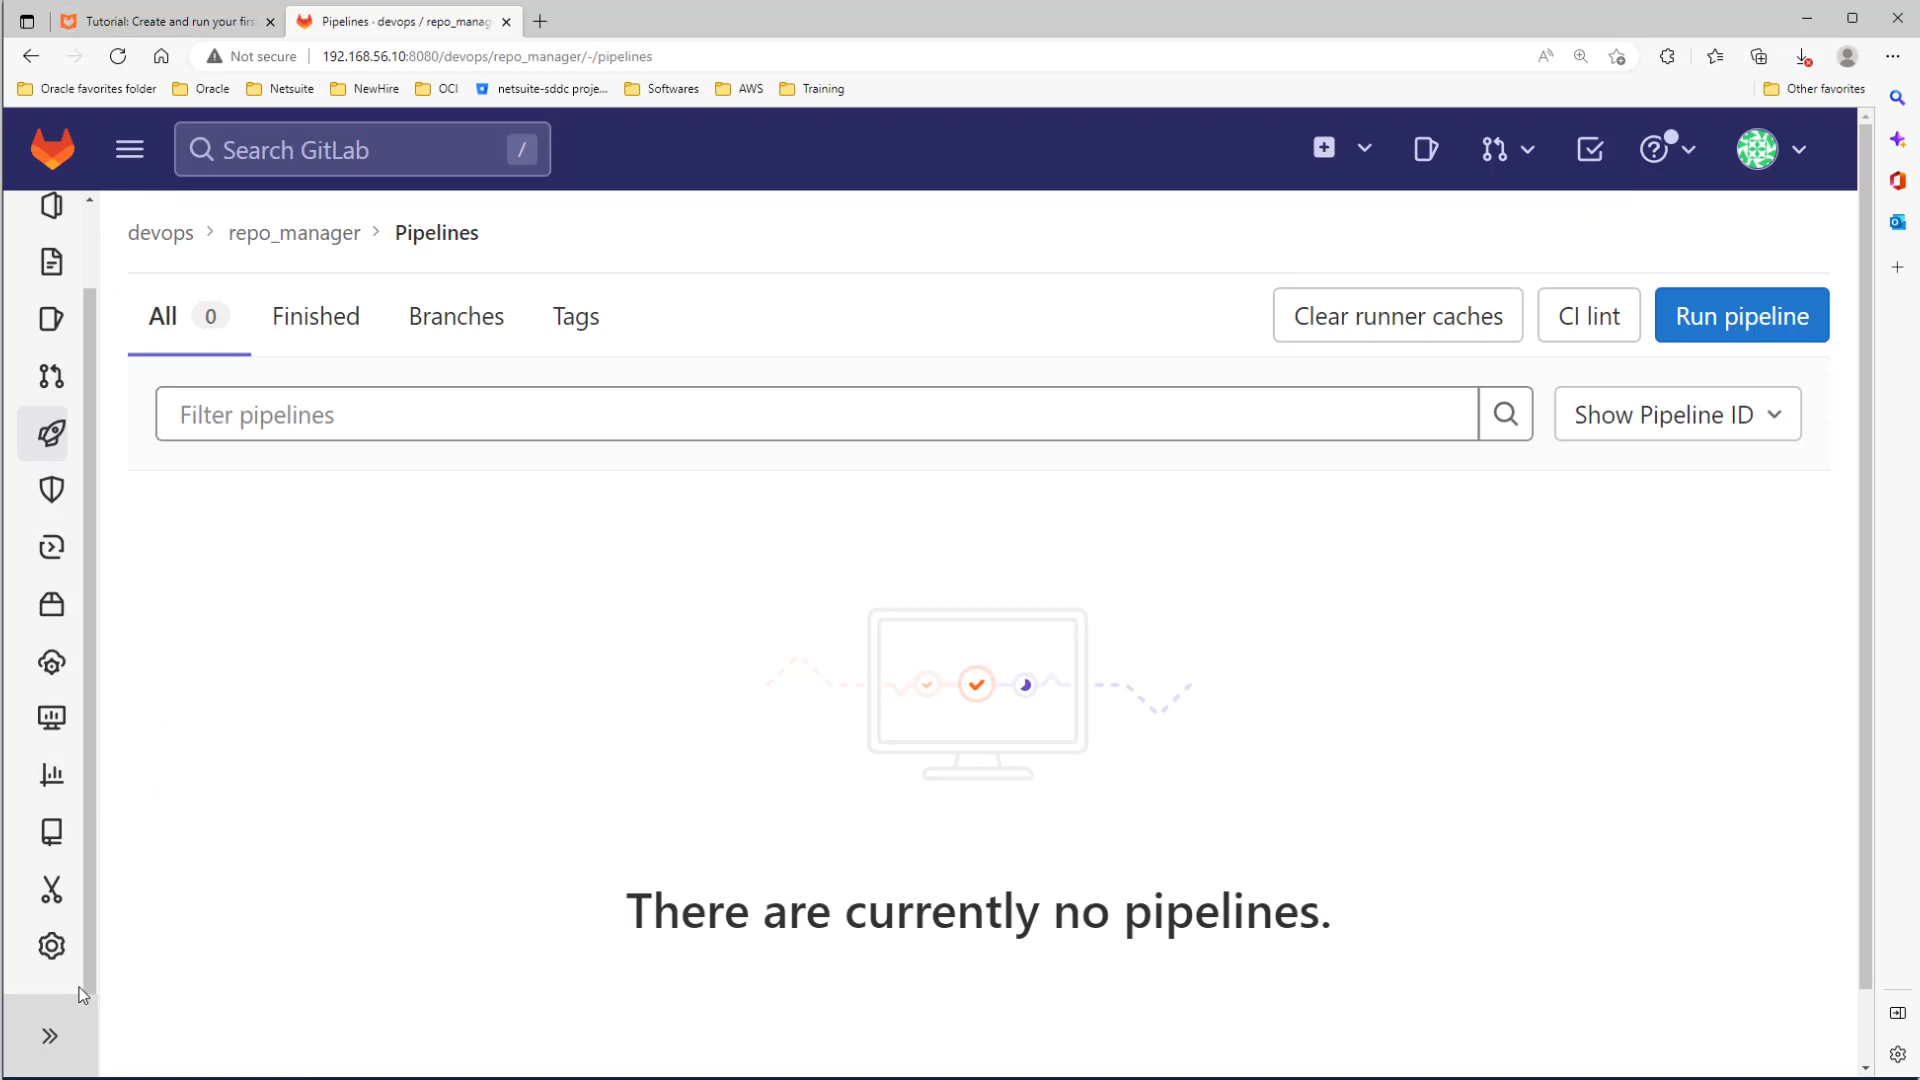 Tutorial: Create and run your firs
Pipelines · devops / repo_manag
Not secure
192.168.56.10:8080/devops/repo_manager/-/pipelines
Oracle favorites folder
Oracle
Netsuite
NewHire
OCI
netsuite-sddc proje...
Softwares
AWS
Training
Other favorites
Search GitLab
/
devops > repo_manager > Pipelines
All 0
Finished
Branches
Tags
Clear runner caches
CI lint
Run pipeline
Filter pipelines
Show Pipeline ID
There are currently no pipelines.